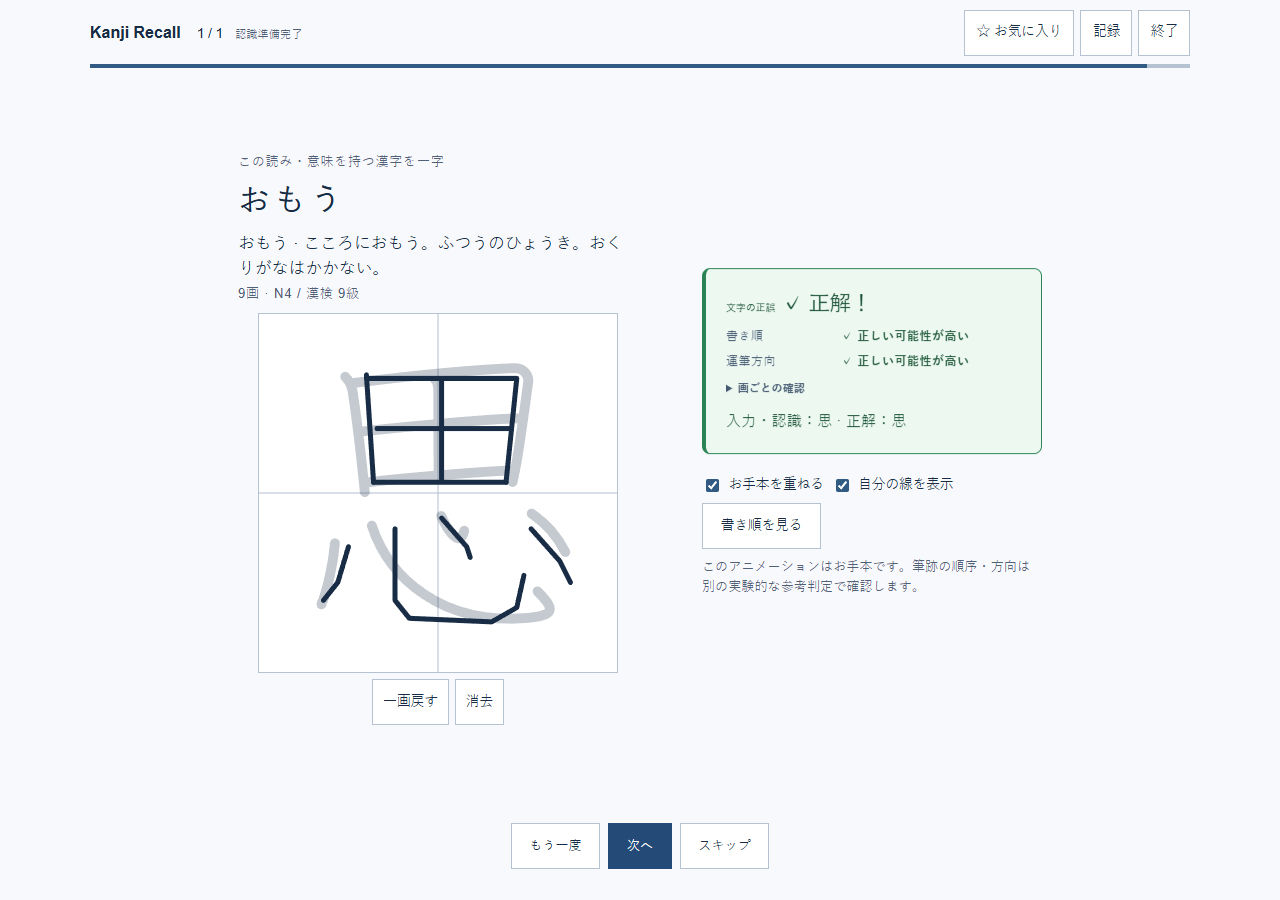 Kanji Recall 1 / 1 認識準備完了 ☆ お気に入り 記録 終了
この読み・意味を持つ漢字を一字
おもう
おもう · こころにおもう。ふつうのひょうき。おく
りがなはかかない。
9画 · N4 / 漢検 9級
思
一画戻す 消去
文字の正誤 ✓ 正解！
書き順 ✓ 正しい可能性が高い
運筆方向 ✓ 正しい可能性が高い
▶ 画ごとの確認
入力・認識：思 · 正解：思
お手本を重ねる 自分の線を表示
書き順を見る
このアニメーションはお手本です。筆跡の順序・方向は
別の実験的な参考判定で確認します。
もう一度 次へ スキップ